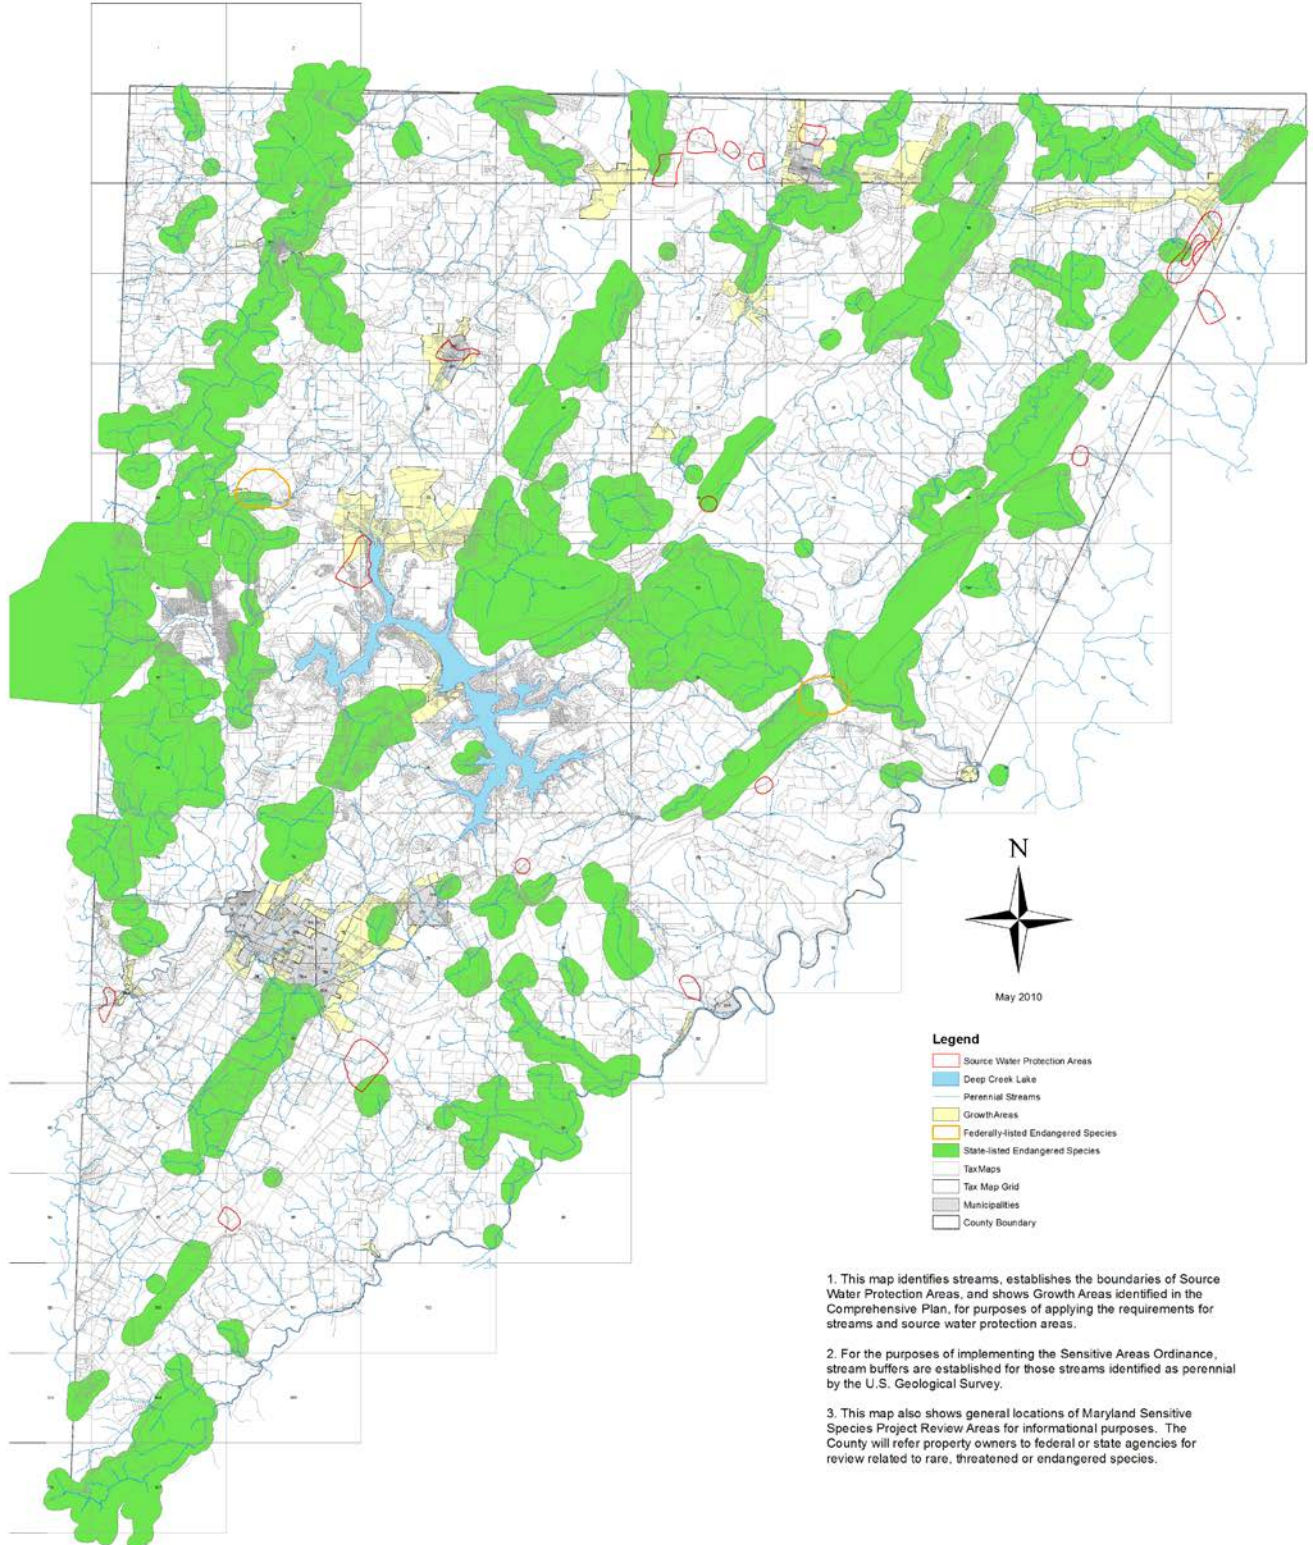 N
May 2010
Legend
Source Water Protection Areas
Deep Creek Lake
Perennial Streams
GrowthAreas
Federally-listed Endangered Species
State-listed Endangered Species
TaxMaps
Tax Map Grid
Municipalities
County Boundary
1. This map identifies streams, establishes the boundaries of Source
Water Protection Areas, and shows Growth Areas identified in the
Comprehensive Plan, for purposes of applying the requirements for
streams and source water protection areas.
2. For the purposes of implementing the Sensitive Areas Ordinance,
stream buffers are established for those streams identified as perennial
by the U.S. Geological Survey.
3. This map also shows general locations of Maryland Sensitive
Species Project Review Areas for informational purposes.  The
County will refer property owners to federal or state agencies for
review related to rare, threatened or endangered species.